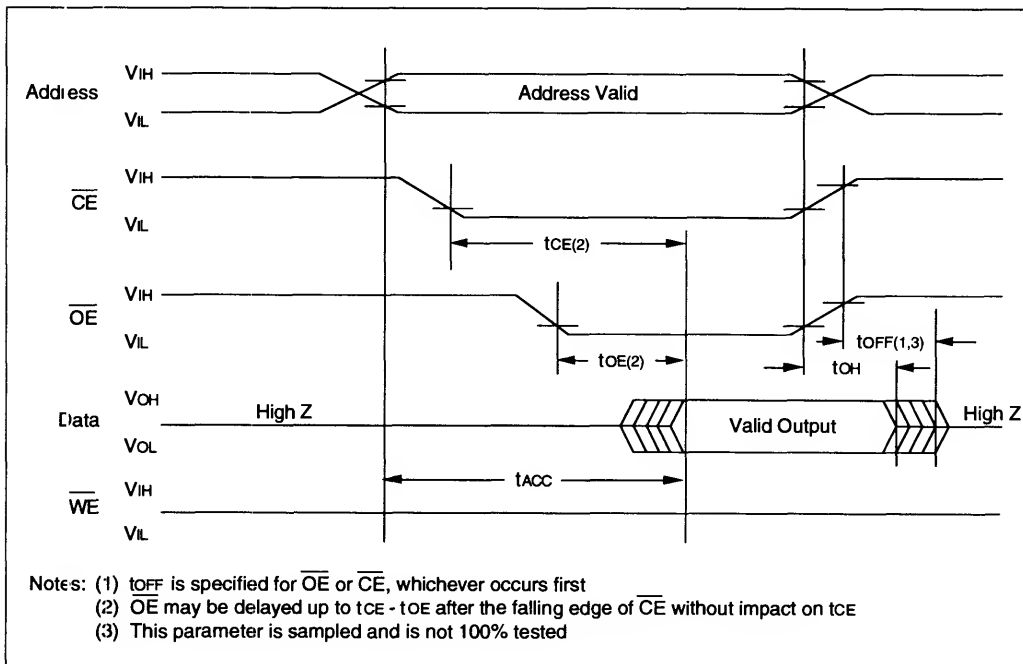 VIH
Address
Address Valid
VIL
VIH
CE
VIL
tCE(2)
VIH
OE
VIL
tOE(2)
tOFF(1,3)
tOH
VOH
Data
High Z
Valid Output
High Z
VOL
VIH
tACC
WE
VIL
Notes: (1) tOFF is specified for OE or CE, whichever occurs first
(2) OE may be delayed up to tCE - tOE after the falling edge of CE without impact on tCE
(3) This parameter is sampled and is not 100% tested